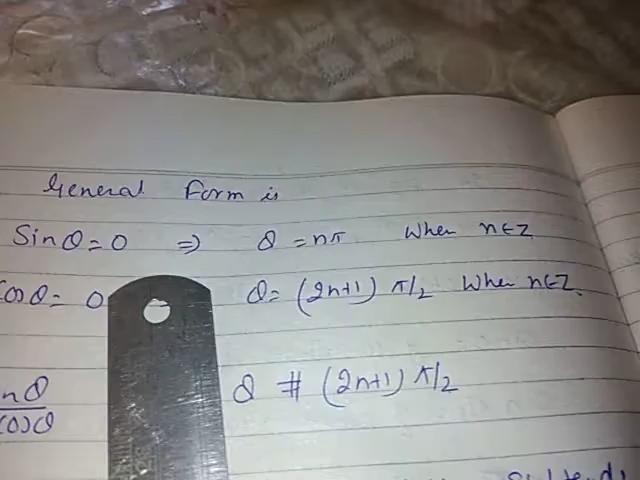 General Form is
Sinθ = 0 ⇒ θ = nπ When n∈Z
Cosθ = 0 θ = (2n+1) π/2 When n∈Z.
θ ≠ (2n+1) π/2
nθ
Cosθ